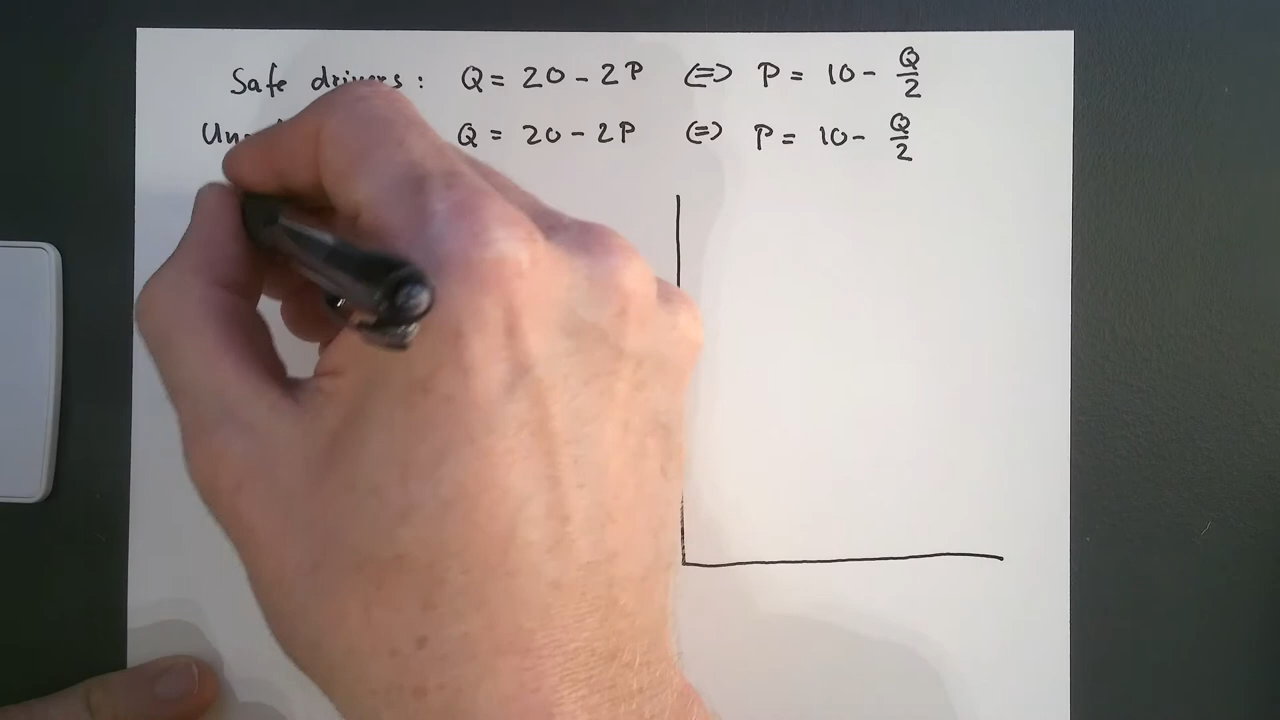 Safe drivers: Q = 20 - 2P ⇔ P = 10 - Q/2
Q = 20 - 2P ⇔ P = 10 - Q/2